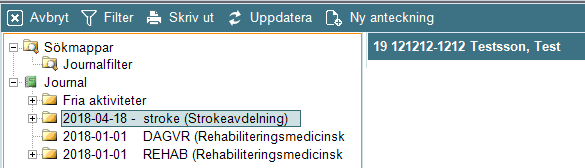 Avbryt Filter Skriv ut Uppdatera Ny anteckning
Sökmappar
Journalfilter
Journal
Fria aktiviteter
2018-04-18 - stroke (Strokeavdelning)
2018-01-01 DAGVR (Rehabiliteringsmedicinsk
2018-01-01 REHAB (Rehabiliteringsmedicinsk
19 121212-1212 Testsson, Test